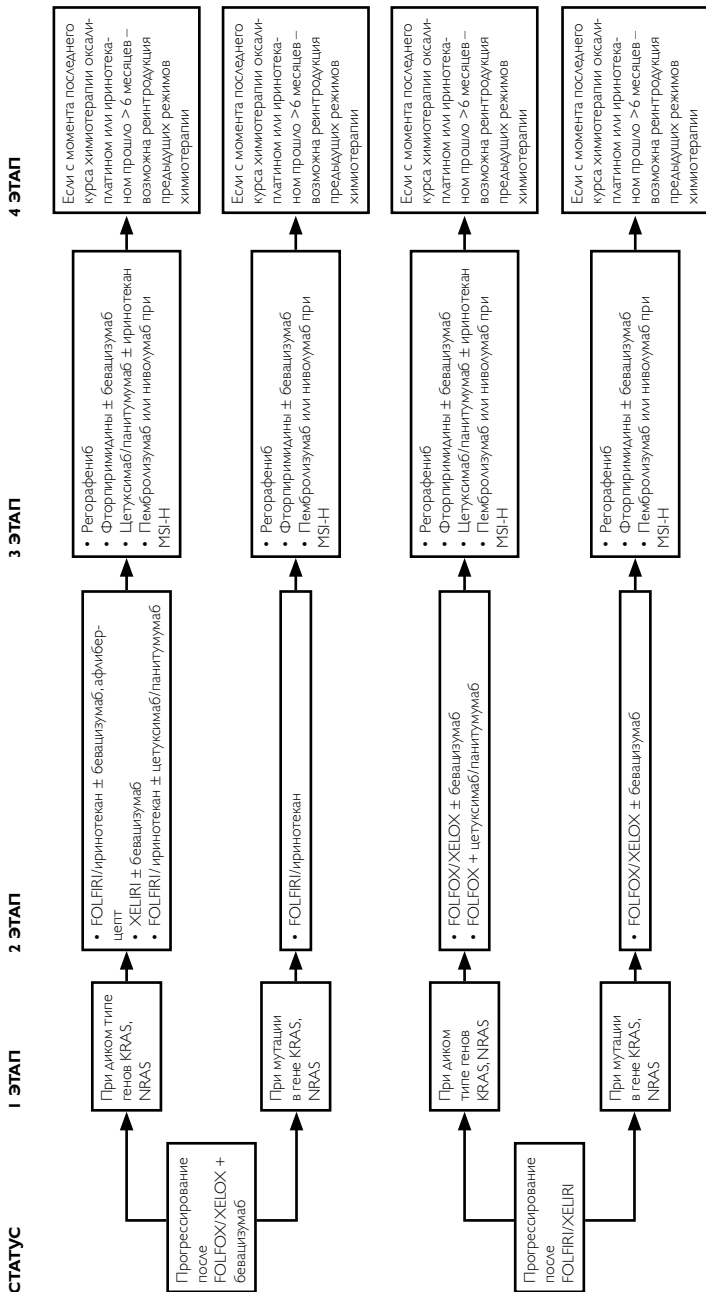 СТАТУС
1 ЭТАП
2 ЭТАП
3 ЭТАП
4 ЭТАП
Прогрессирование
после
FOLFOX/XELOX +
бевацизумаб
При диком типе
генов KRAS,
NRAS
• FOLFIRI/иринотекан ± бевацизумаб, афлибер-
цепт
• XELIRI ± бевацизумаб
• FOLFIRI/ иринотекан ± цетуксимаб/панитумумаб
• Регорафениб
• Фторпиримидины ± бевацизумаб
• Цетуксимаб/панитумумаб ± иринотекан
• Пембролизумаб или ниволумаб при
MSI-H
Если с момента последнего
курса химиотерапии оксали-
платином или иринотека-
ном прошло > 6 месяцев –
возможна реинтродукция
предыдущих режимов
химиотерапии
При мутации
в гене KRAS,
NRAS
• FOLFIRI/иринотекан
• Регорафениб
• Фторпиримидины ± бевацизумаб
• Пембролизумаб или ниволумаб при
MSI-H
Если с момента последнего
курса химиотерапии оксали-
платином или иринотека-
ном прошло > 6 месяцев –
возможна реинтродукция
предыдущих режимов
химиотерапии
Прогрессирование
после
FOLFIRI/XELIRI
При диком
типе генов
KRAS, NRAS
• FOLFOX/XELOX ± бевацизумаб
• FOLFOX + цетуксимаб/панитумумаб
• Регорафениб
• Фторпиримидины ± бевацизумаб
• Цетуксимаб/панитумумаб ± иринотекан
• Пембролизумаб или ниволумаб при
MSI-H
Если с момента последнего
курса химиотерапии оксали-
платином или иринотека-
ном прошло > 6 месяцев –
возможна реинтродукция
предыдущих режимов
химиотерапии
При мутации
в гене KRAS,
NRAS
• FOLFOX/XELOX ± бевацизумаб
• Регорафениб
• Фторпиримидины ± бевацизумаб
• Пембролизумаб или ниволумаб при
MSI-H
Если с момента последнего
курса химиотерапии оксали-
платином или иринотека-
ном прошло > 6 месяцев –
возможна реинтродукция
предыдущих режимов
химиотерапии